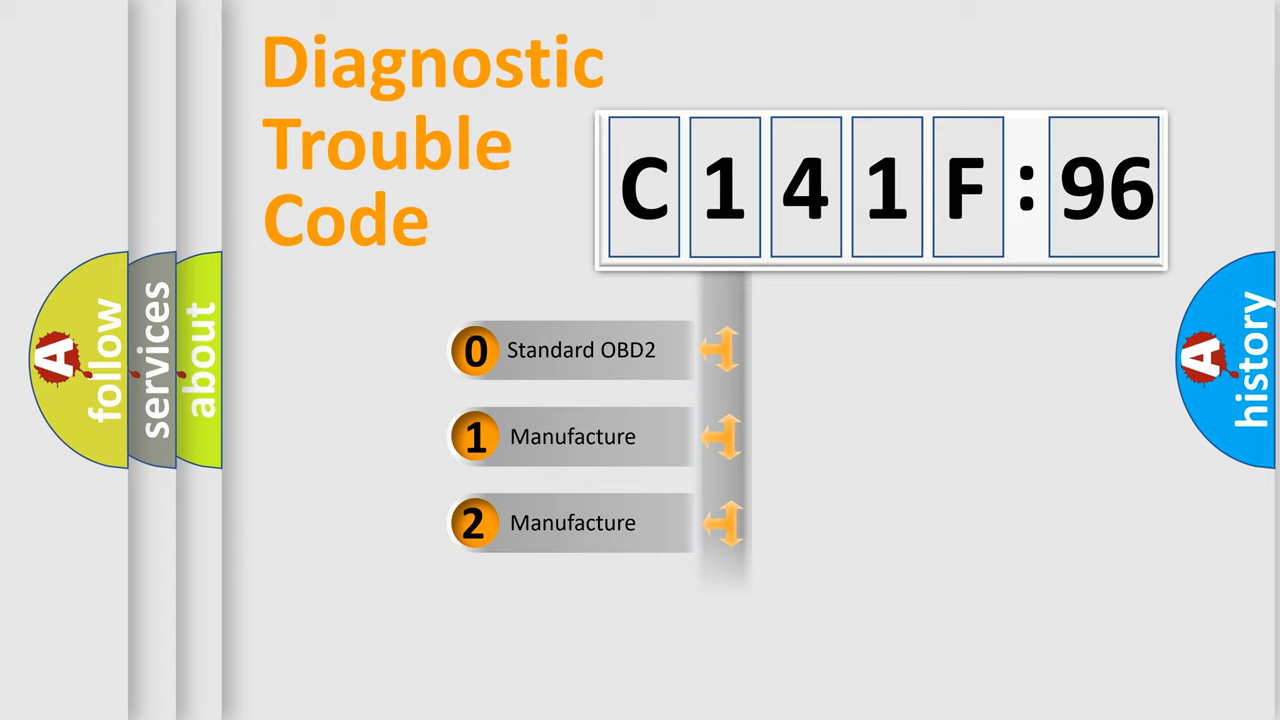 Diagnostic
Trouble
Code
C 1 4 1 F : 96
0 Standard OBD2
1 Manufacture
2 Manufacture
A follow
services
about
A history